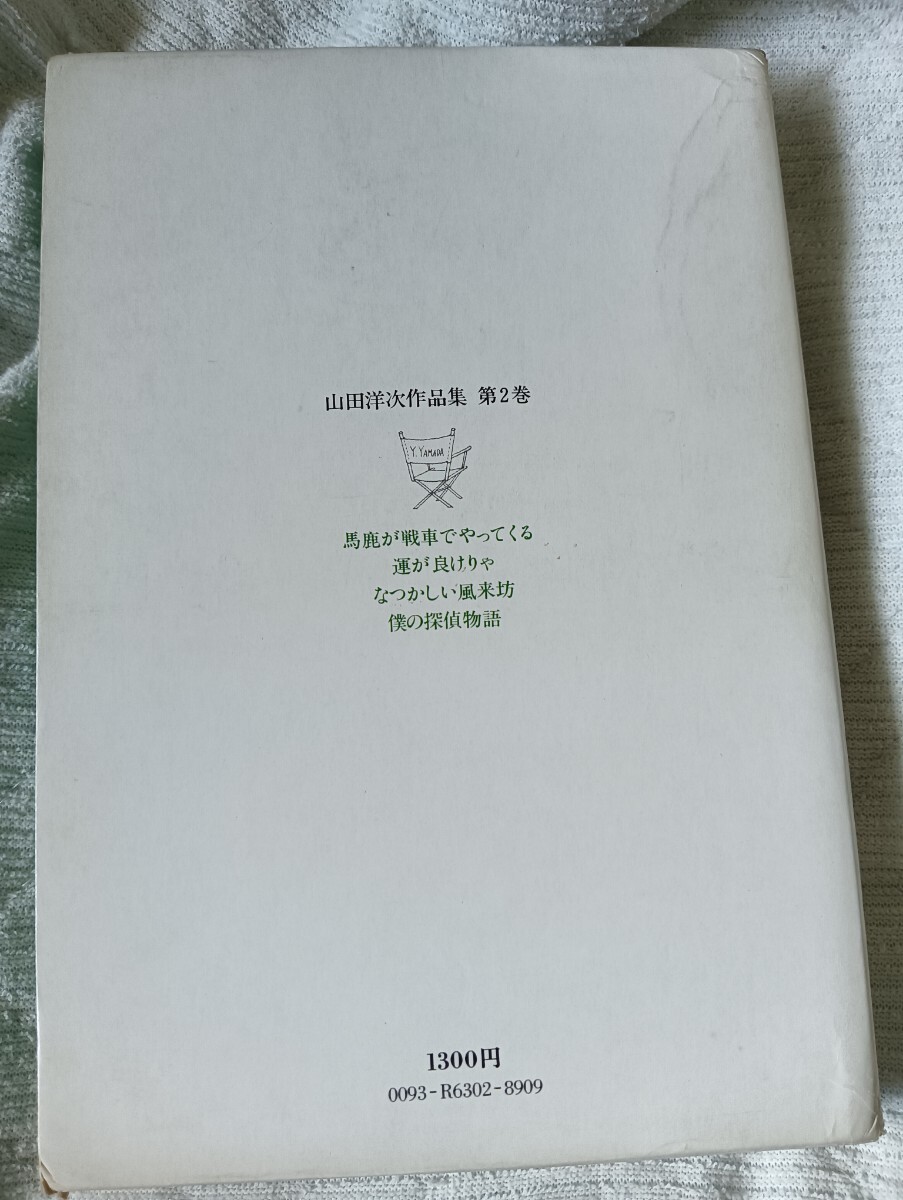 山田洋次作品集 第2巻
Y.YAMADA
馬鹿が戦車でやってくる
運が良けりゃ
なつかしい風来坊
僕の探偵物語
1300円
0093-R6302-8909